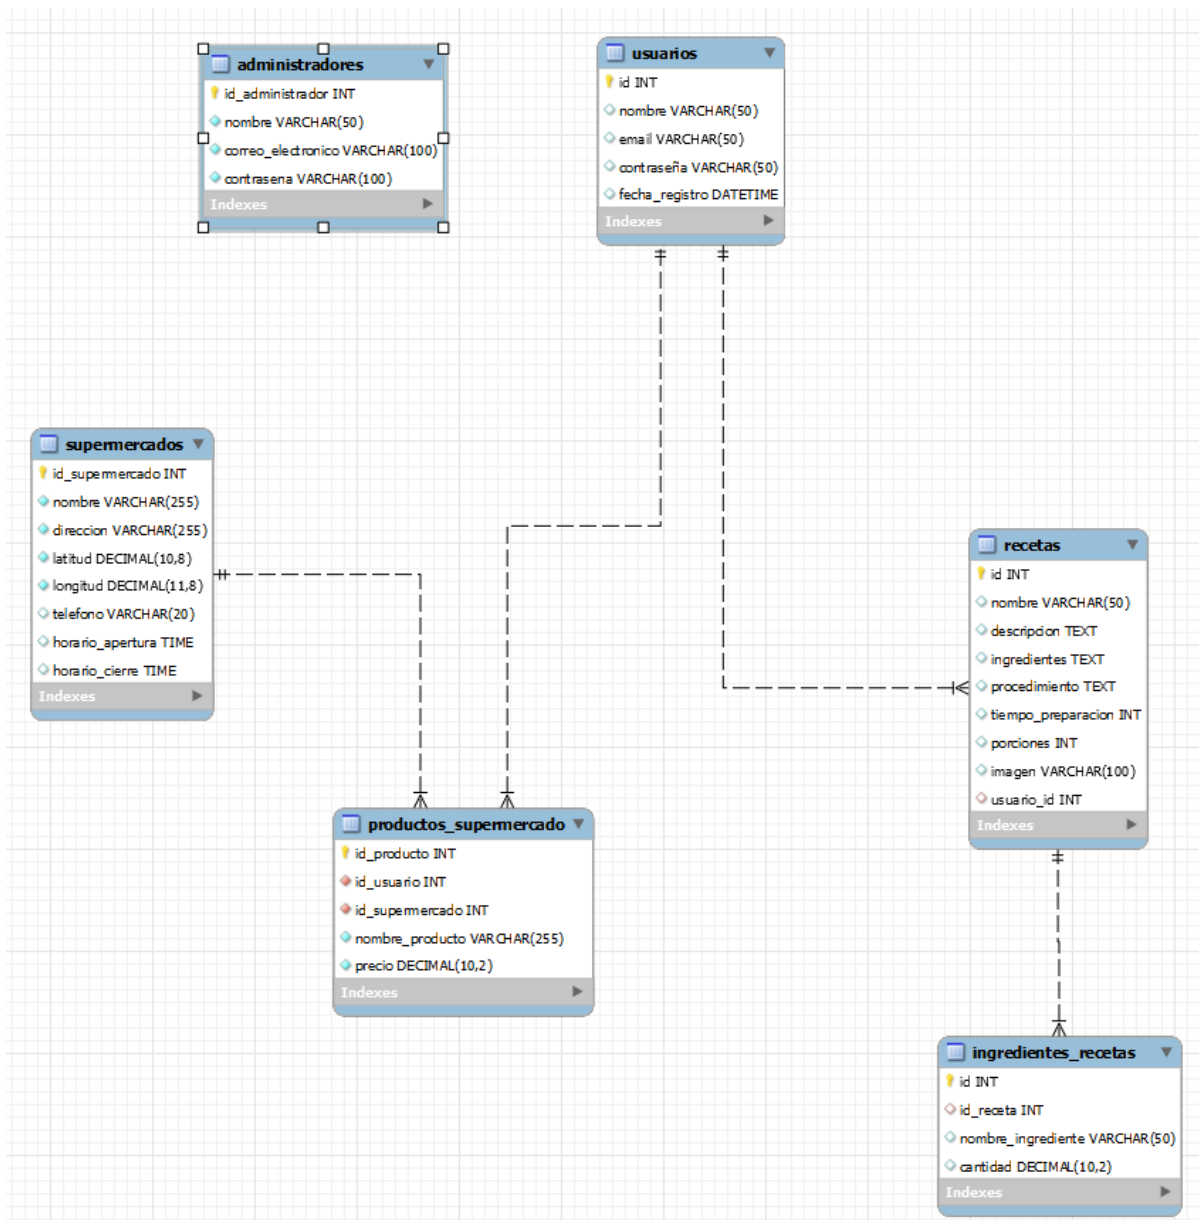 administradores
id_administrador INT
nombre VARCHAR(50)
correo_electronico VARCHAR(100)
contrasena VARCHAR(100)
Indexes
usuarios
id INT
nombre VARCHAR(50)
email VARCHAR(50)
contraseña VARCHAR(50)
fecha_registro DATETIME
Indexes
supermercados
id_supermercado INT
nombre VARCHAR(255)
direccion VARCHAR(255)
latitud DECIMAL(10,8)
longitud DECIMAL(11,8)
telefono VARCHAR(20)
horario_apertura TIME
horario_cierre TIME
Indexes
recetas
id INT
nombre VARCHAR(50)
descripcion TEXT
ingredientes TEXT
procedimiento TEXT
tiempo_preparacion INT
porciones INT
imagen VARCHAR(100)
usuario_id INT
Indexes
productos_supermercado
id_producto INT
id_usuario INT
id_supermercado INT
nombre_producto VARCHAR(255)
precio DECIMAL(10,2)
Indexes
ingredientes_recetas
id INT
id_receta INT
nombre_ingrediente VARCHAR(50)
cantidad DECIMAL(10,2)
Indexes